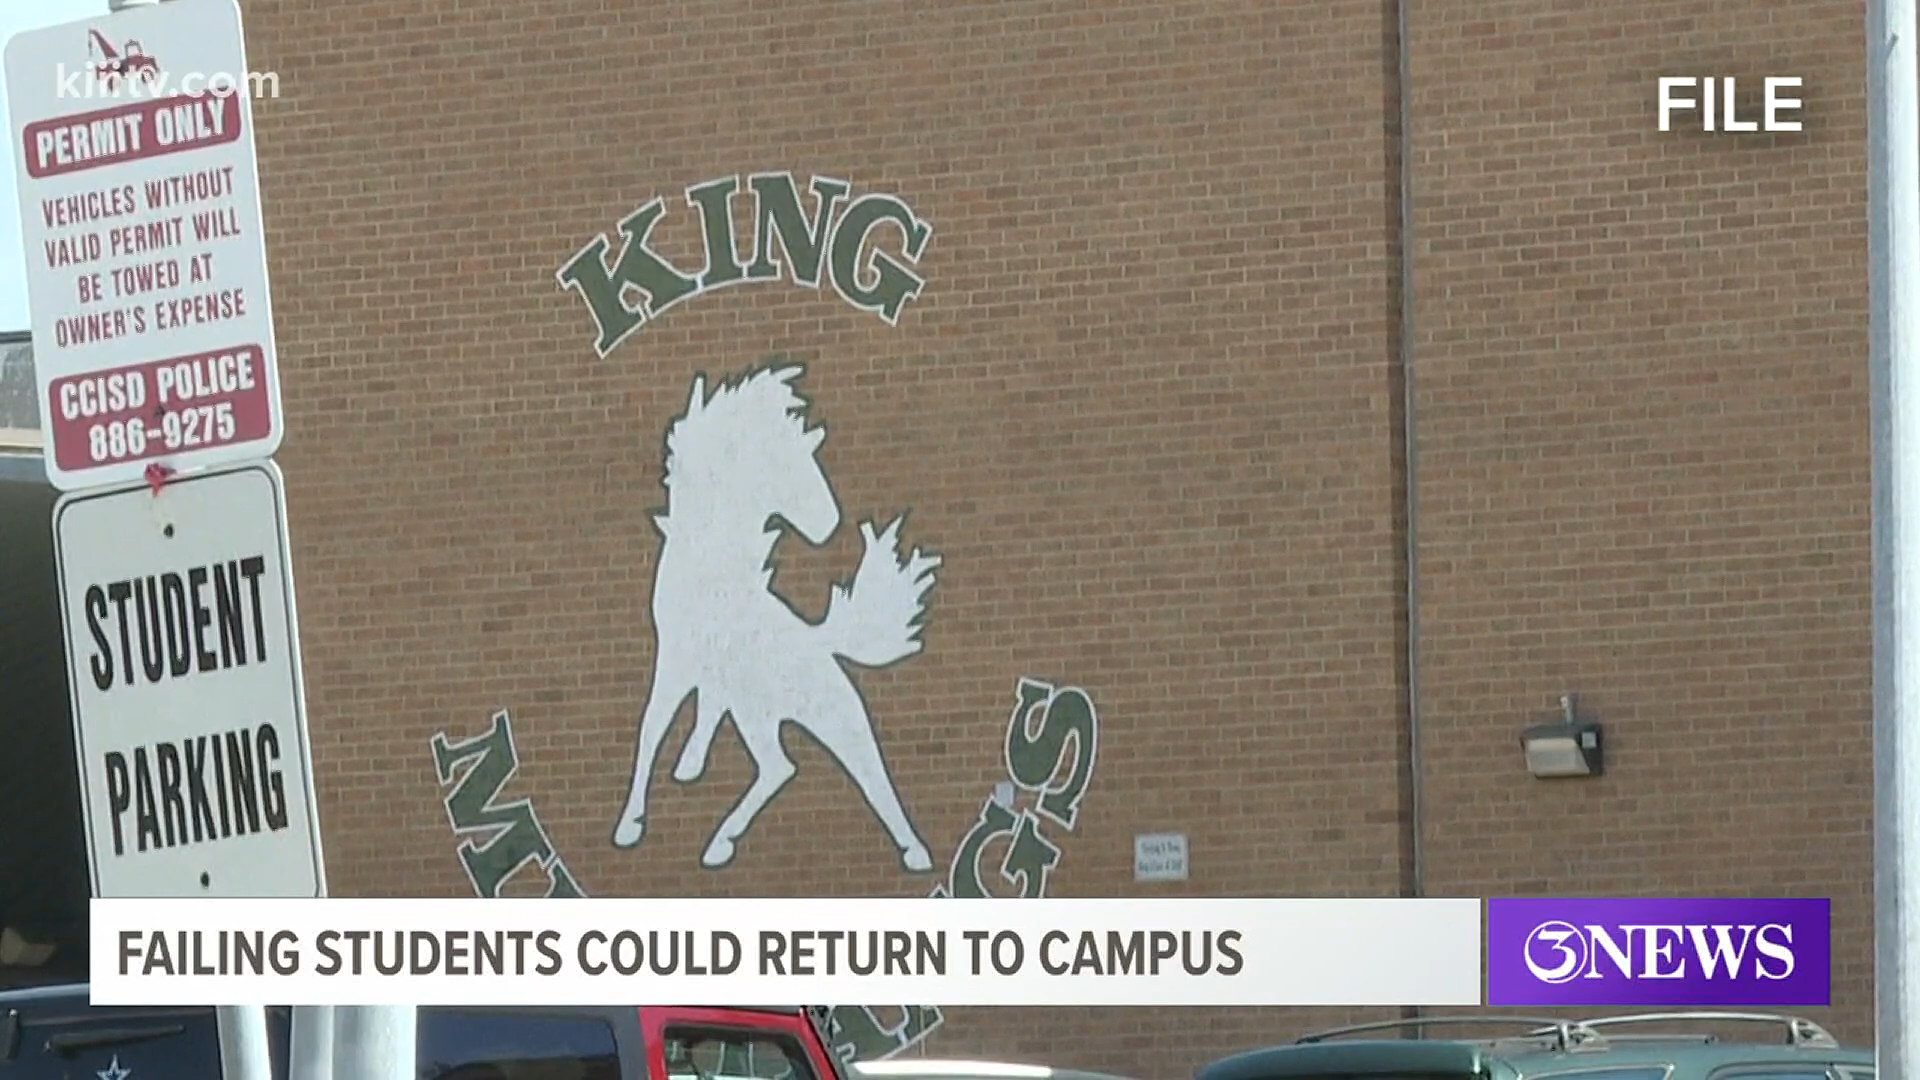 kiiitv.com
FILE
PERMIT ONLY
VEHICLES WITHOUT
VALID PERMIT WILL
BE TOWED AT
OWNER'S EXPENSE
CCISD POLICE
886-9275
STUDENT
PARKING
KING
M
GS
FAILING STUDENTS COULD RETURN TO CAMPUS
3NEWS